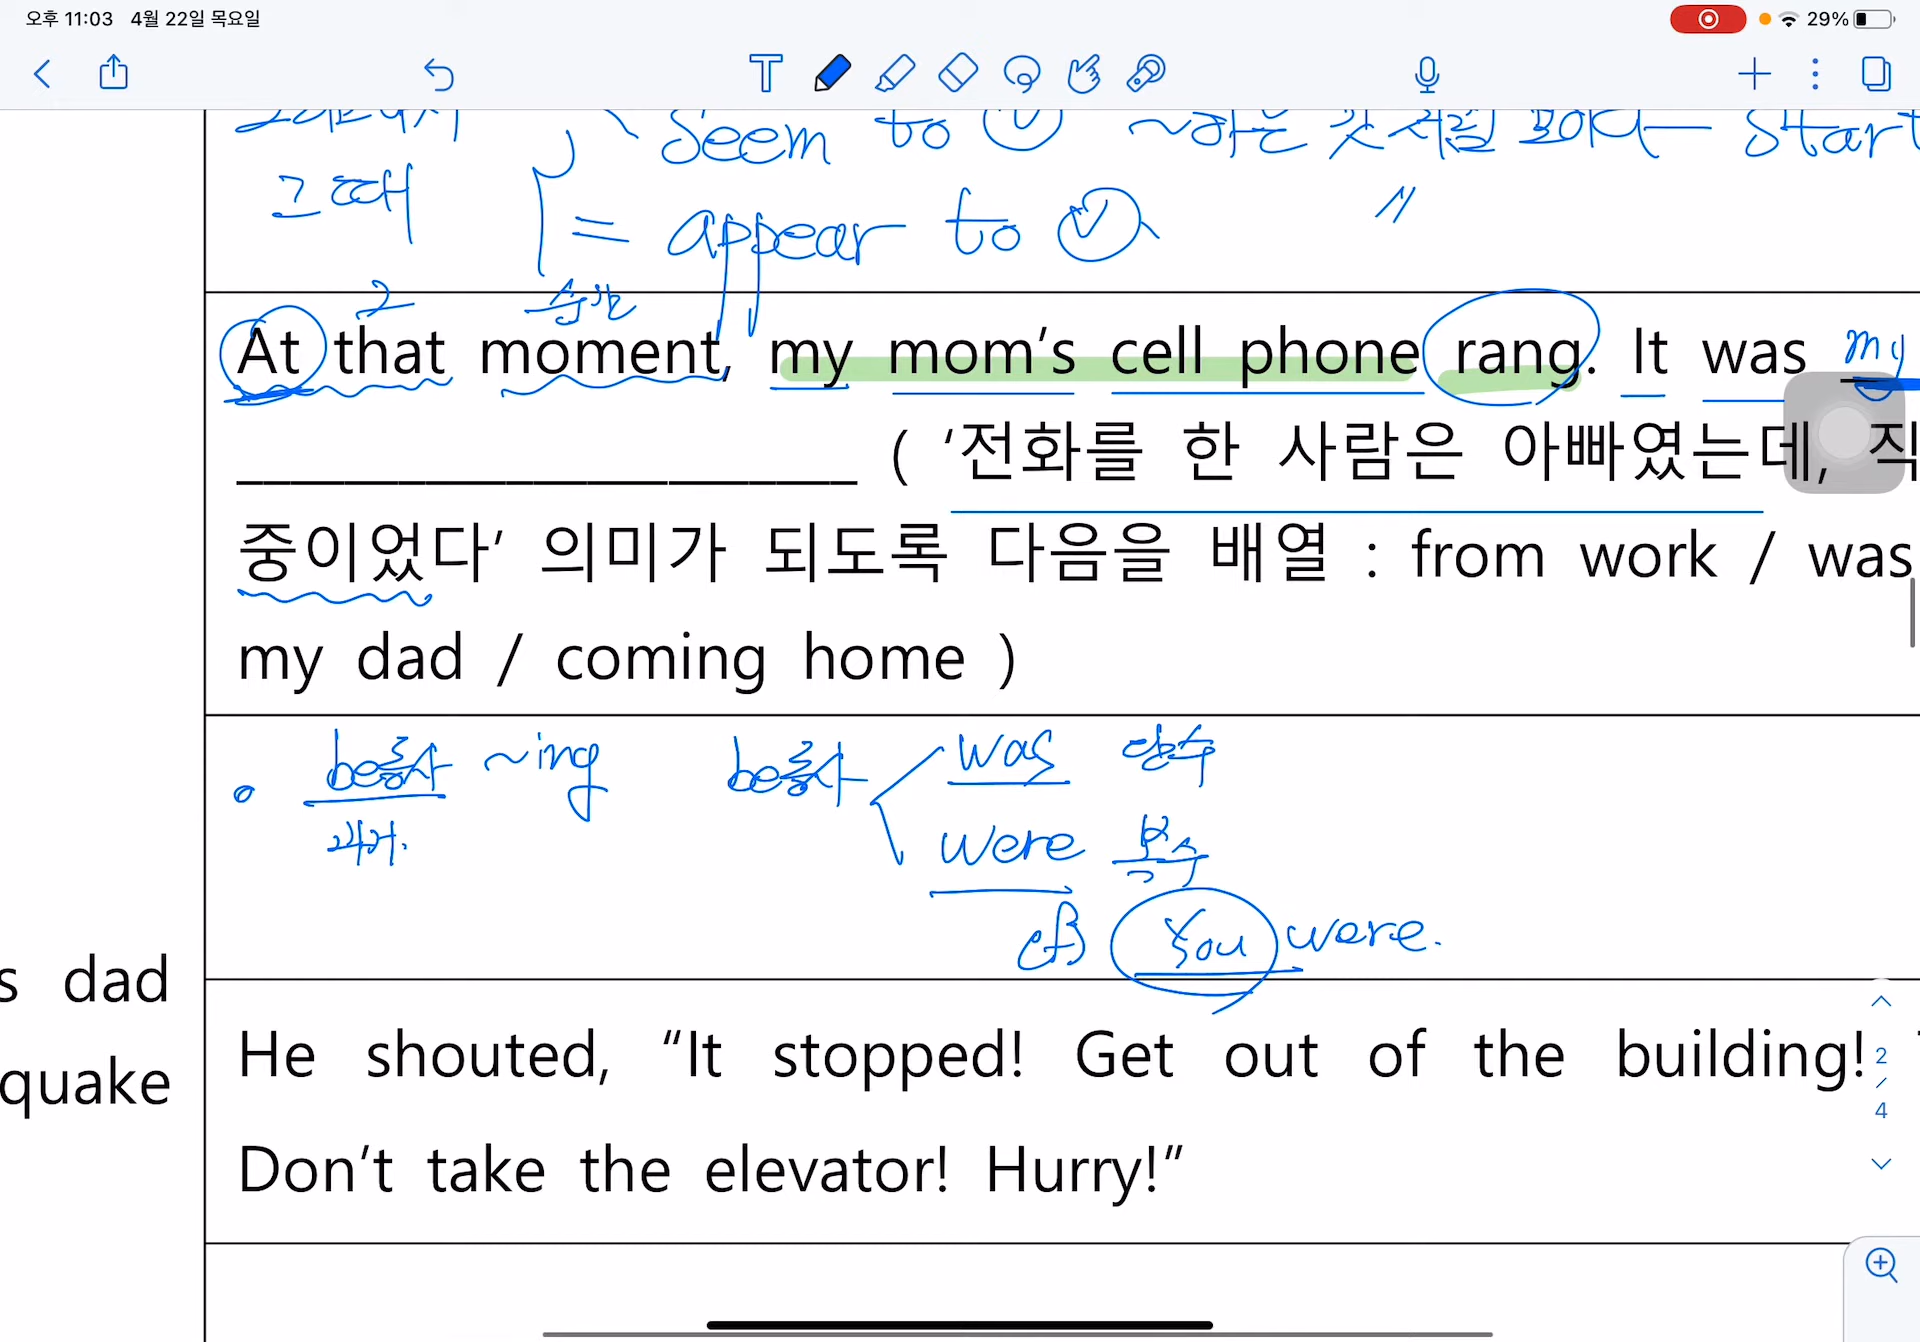 오후 11:03 4월 22일 목요일 29%
seem to ⓥ ~하는 것처럼 보이다 start
그때 = appear to ⓥ 〃
2 순간
At that moment, my mom's cell phone rang. It was my
____________________ ( '전화를 한 사람은 아빠였는데, 직
중이었다' 의미가 되도록 다음을 배열 : from work / was
my dad / coming home )
be동사 ~ing be동사 was 단수
과거. were 복수
cf) you were.
s dad
quake
He shouted, "It stopped! Get out of the building!
Don't take the elevator! Hurry!"
2
/
4